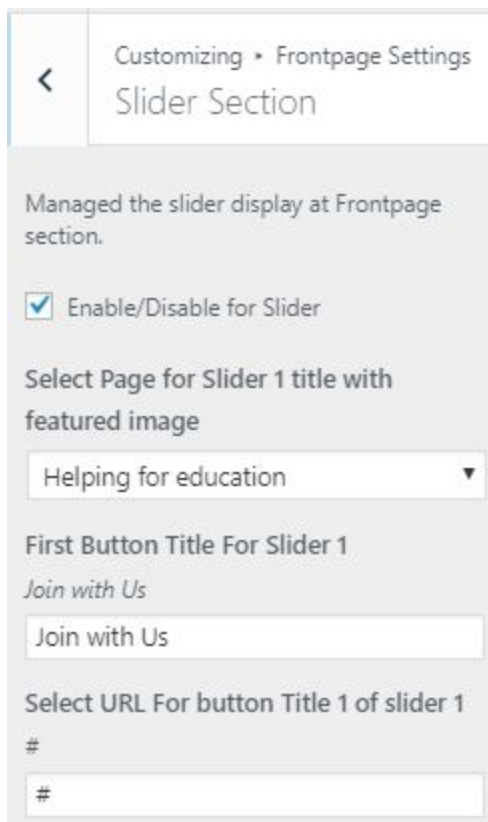 Customizing ▸ Frontpage Settings
Slider Section
Managed the slider display at Frontpage
section.
Enable/Disable for Slider
Select Page for Slider 1 title with
featured image
Helping for education
First Button Title For Slider 1
Join with Us
Join with Us
Select URL For button Title 1 of slider 1
#
#